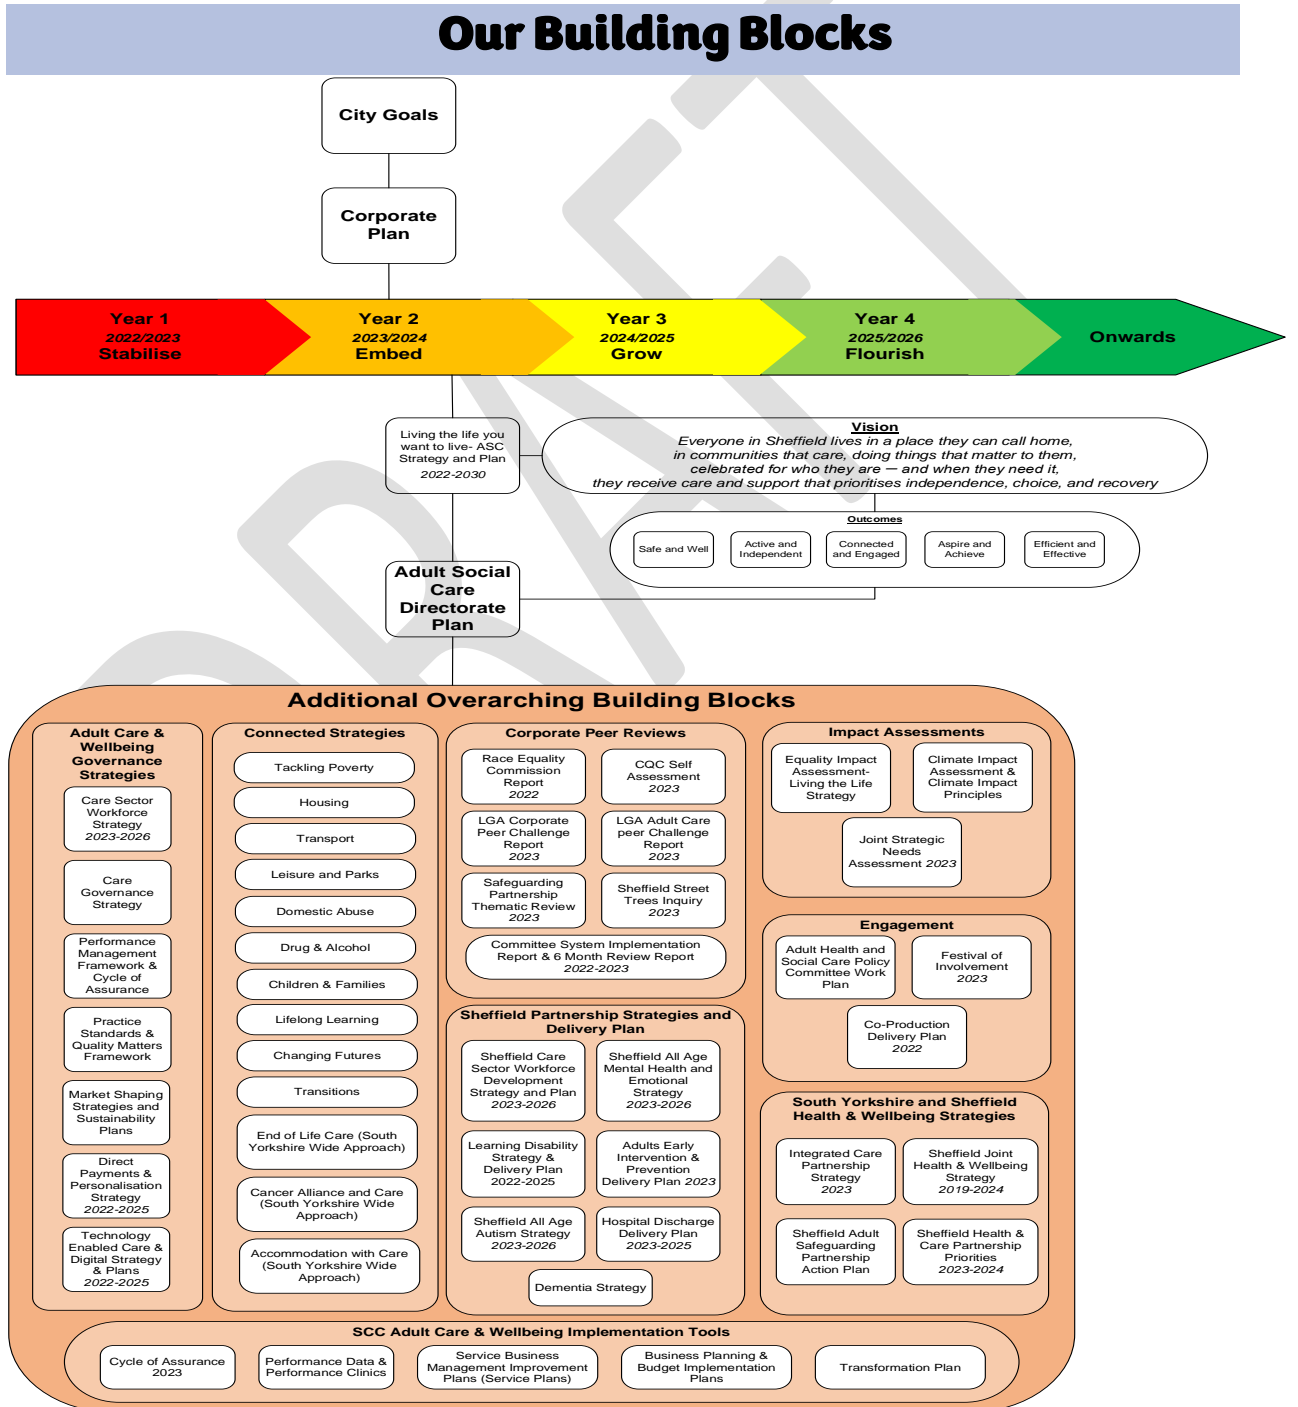 Our Building Blocks
City Goals
Corporate
Plan
Year 1
2022/2023
Stabilise
Year 2
2023/2024
Embed
Year 3
2024/2025
Grow
Year 4
2025/2026
Flourish
Onwards
Living the life you
want to live- ASC
Strategy and Plan
2022-2030
Vision
Everyone in Sheffield lives in a place they can call home,
in communities that care, doing things that matter to them,
celebrated for who they are — and when they need it,
they receive care and support that prioritises independence, choice, and recovery
Outcomes
Safe and Well
Active and
Independent
Connected
and Engaged
Aspire and
Achieve
Efficient and
Effective
Adult Social
Care
Directorate
Plan
DRAFT
Additional Overarching Building Blocks
Adult Care &
Wellbeing
Governance
Strategies
Care Sector
Workforce
Strategy
2023-2026
Care
Governance
Strategy
Performance
Management
Framework &
Cycle of
Assurance
Practice
Standards &
Quality Matters
Framework
Market Shaping
Strategies and
Sustainability
Plans
Direct
Payments &
Personalisation
Strategy
2022-2025
Technology
Enabled Care &
Digital Strategy
& Plans
2022-2025
Connected Strategies
Tackling Poverty
Housing
Transport
Leisure and Parks
Domestic Abuse
Drug & Alcohol
Children & Families
Lifelong Learning
Changing Futures
Transitions
End of Life Care (South
Yorkshire Wide Approach)
Cancer Alliance and Care
(South Yorkshire Wide
Approach)
Accommodation with Care
(South Yorkshire Wide
Approach)
Corporate Peer Reviews
Race Equality
Commission
Report
2022
CQC Self
Assessment
2023
LGA Corporate
Peer Challenge
Report
2023
LGA Adult Care
peer Challenge
Report
2023
Safeguarding
Partnership
Thematic Review
2023
Sheffield Street
Trees Inquiry
2023
Committee System Implementation
Report & 6 Month Review Report
2022-2023
Sheffield Partnership Strategies and
Delivery Plan
Sheffield Care
Sector Workforce
Development
Strategy and Plan
2023-2026
Sheffield All Age
Mental Health and
Emotional
Strategy
2023-2026
Learning Disability
Strategy &
Delivery Plan
2022-2025
Adults Early
Intervention &
Prevention
Delivery Plan 2023
Sheffield All Age
Autism Strategy
2023-2026
Hospital Discharge
Delivery Plan
2023-2025
Dementia Strategy
Impact Assessments
Equality Impact
Assessment-
Living the Life
Strategy
Climate Impact
Assessment &
Climate Impact
Principles
Joint Strategic
Needs
Assessment 2023
Engagement
Adult Health and
Social Care Policy
Committee Work
Plan
Festival of
Involvement
2023
Co-Production
Delivery Plan
2022
South Yorkshire and Sheffield
Health & Wellbeing Strategies
Integrated Care
Partnership
Strategy
2023
Sheffield Joint
Health & Wellbeing
Strategy
2019-2024
Sheffield Adult
Safeguarding
Partnership
Action Plan
Sheffield Health &
Care Partnership
Priorities
2023-2024
SCC Adult Care & Wellbeing Implementation Tools
Cycle of Assurance
2023
Performance Data &
Performance Clinics
Service Business
Management Improvement
Plans (Service Plans)
Business Planning &
Budget Implementation
Plans
Transformation Plan